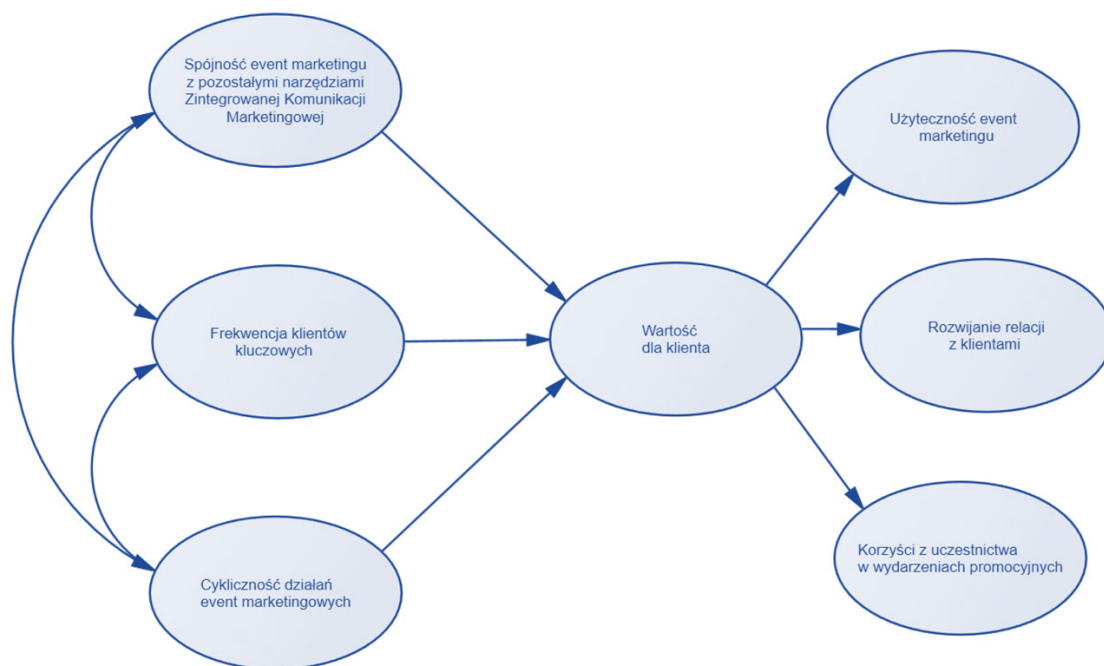 Spójność event marketingu
z pozostałymi narzędziami
Zintegrowanej Komunikacji
Marketingowej
Frekwencja klientów
kluczowych
Cykliczność działań
event marketingowych
Wartość
dla klienta
Użyteczność event
marketingu
Rozwijanie relacji
z klientami
Korzyści z uczestnictwa
w wydarzeniach promocyjnych